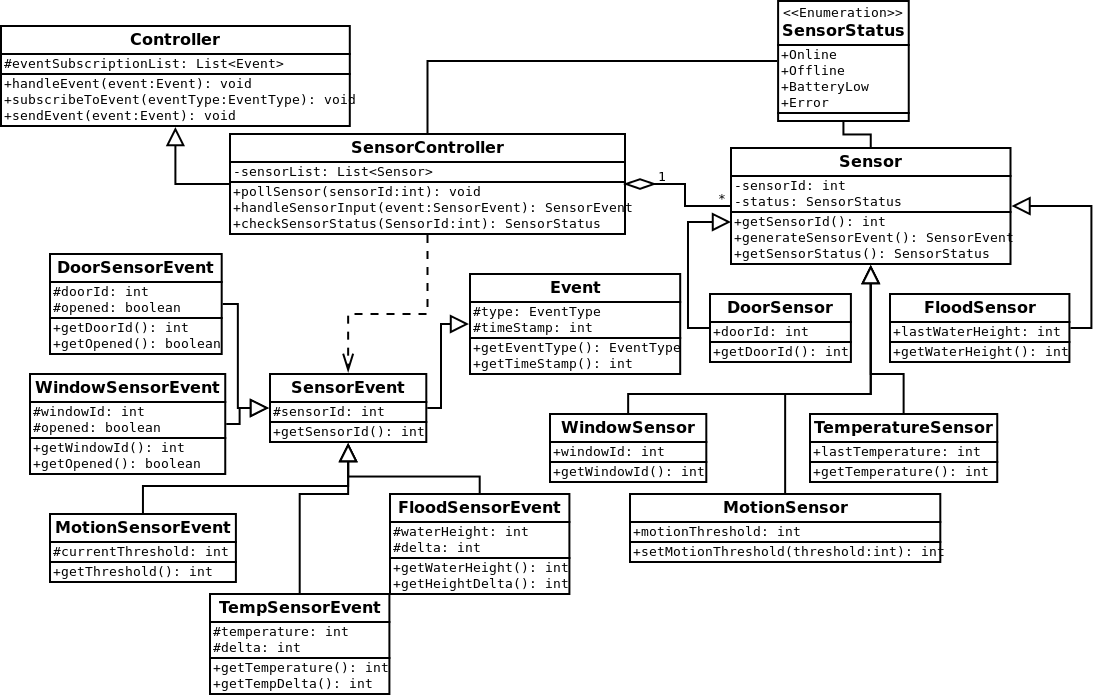 Controller
#eventSubscriptionList: List<Event>
+handleEvent(event:Event): void
+subscribeToEvent(eventType:EventType): void
+sendEvent(event:Event): void
<<Enumeration>>
SensorStatus
+Online
+Offline
+BatteryLow
+Error
SensorController
-sensorList: List<Sensor>
+pollSensor(sensorId:int): void
+handleSensorInput(event:SensorEvent): SensorEvent
+checkSensorStatus(SensorId:int): SensorStatus
1
*
Sensor
-sensorId: int
-status: SensorStatus
+getSensorId(): int
+generateSensorEvent(): SensorEvent
+getSensorStatus(): SensorStatus
DoorSensorEvent
#doorId: int
#opened: boolean
+getDoorId(): int
+getOpened(): boolean
Event
#type: EventType
#timeStamp: int
+getEventType(): EventType
+getTimeStamp(): int
DoorSensor
+doorId: int
+getDoorId(): int
FloodSensor
+lastWaterHeight: int
+getWaterHeight(): int
WindowSensorEvent
#windowId: int
#opened: boolean
+getWindowId(): int
+getOpened(): boolean
SensorEvent
#sensorId: int
+getSensorId(): int
WindowSensor
+windowId: int
+getWindowId(): int
TemperatureSensor
+lastTemperature: int
+getTemperature(): int
MotionSensorEvent
#currentThreshold: int
+getThreshold(): int
FloodSensorEvent
#waterHeight: int
#delta: int
+getWaterHeight(): int
+getHeightDelta(): int
MotionSensor
+motionThreshold: int
+setMotionThreshold(threshold:int): int
TempSensorEvent
#temperature: int
#delta: int
+getTemperature(): int
+getTempDelta(): int